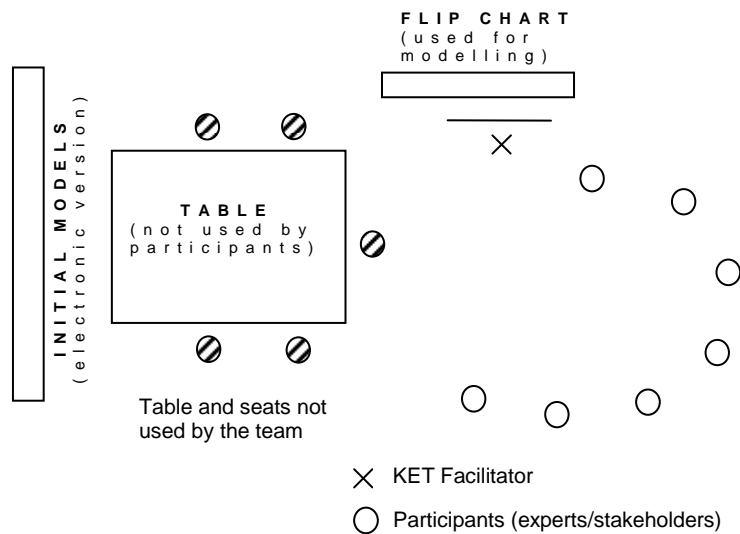 FLIP CHART
(used for
modelling)
INITIAL MODELS
(electronic version)
TABLE
(not used by
participants)
Table and seats not
used by the team
KET Facilitator
Participants (experts/stakeholders)